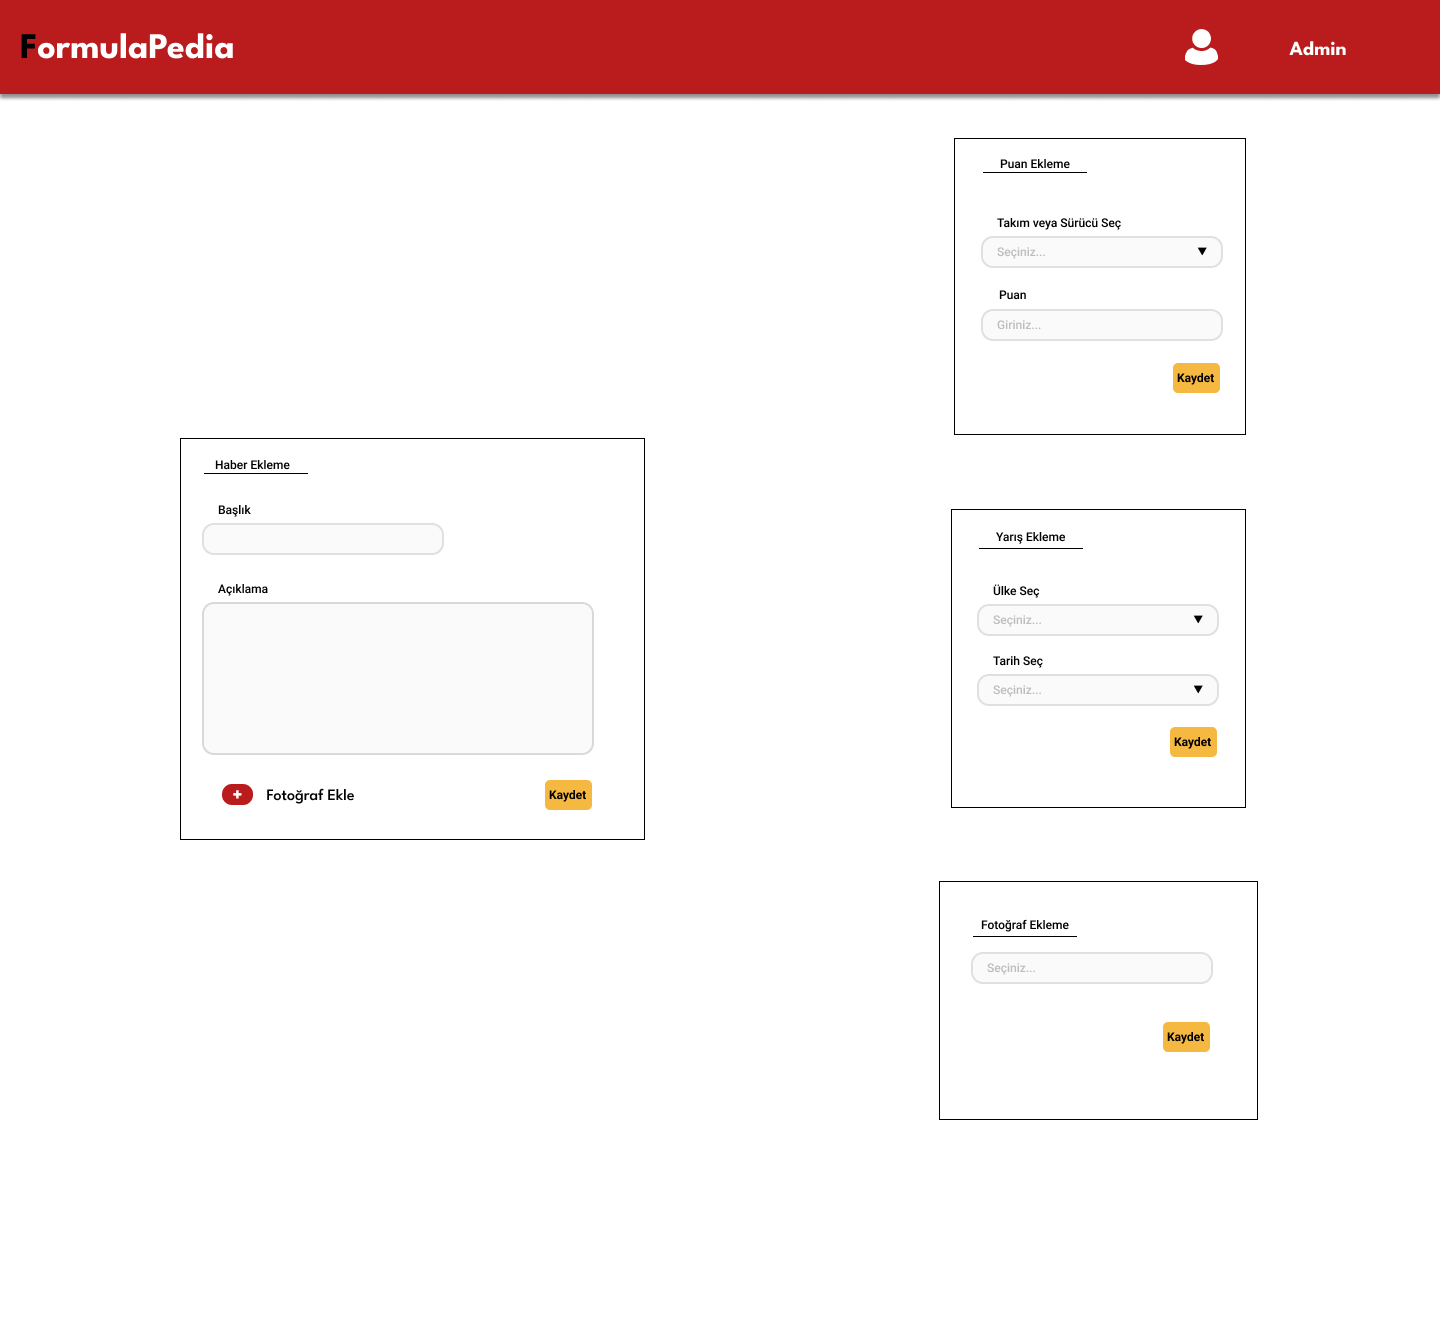 FormulaPedia
Admin
Haber Ekleme
Başlık
Açıklama
Fotoğraf Ekle
Kaydet
Puan Ekleme
Takım veya Sürücü Seç
Seçiniz...
Puan
Giriniz...
Kaydet
Yarış Ekleme
Ülke Seç
Seçiniz...
Tarih Seç
Seçiniz...
Kaydet
Fotoğraf Ekleme
Seçiniz...
Kaydet